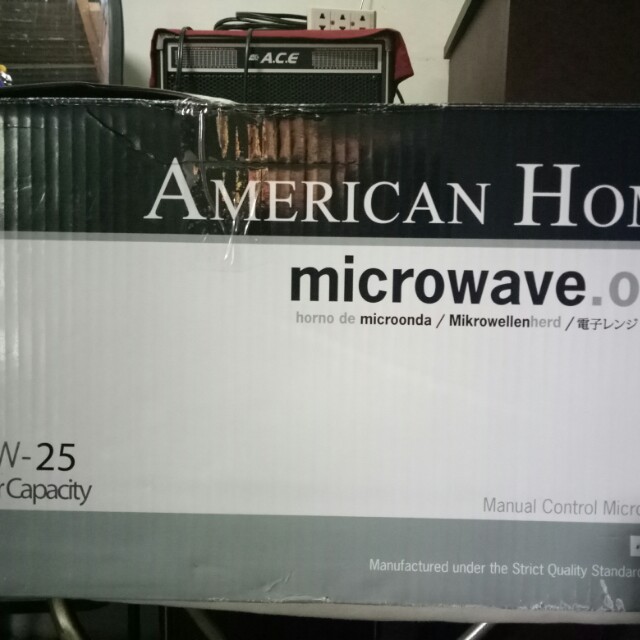 A.C.E
AMERICAN HOM
microwave.o
horno de microonda / Mikrowellenherd / 電子レンジ
W-25
r Capacity
Manual Control Micro
Manufactured under the Strict Quality Standard